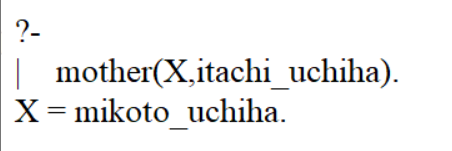 ?-
|    mother(X,itachi_uchiha).
X = mikoto_uchiha.